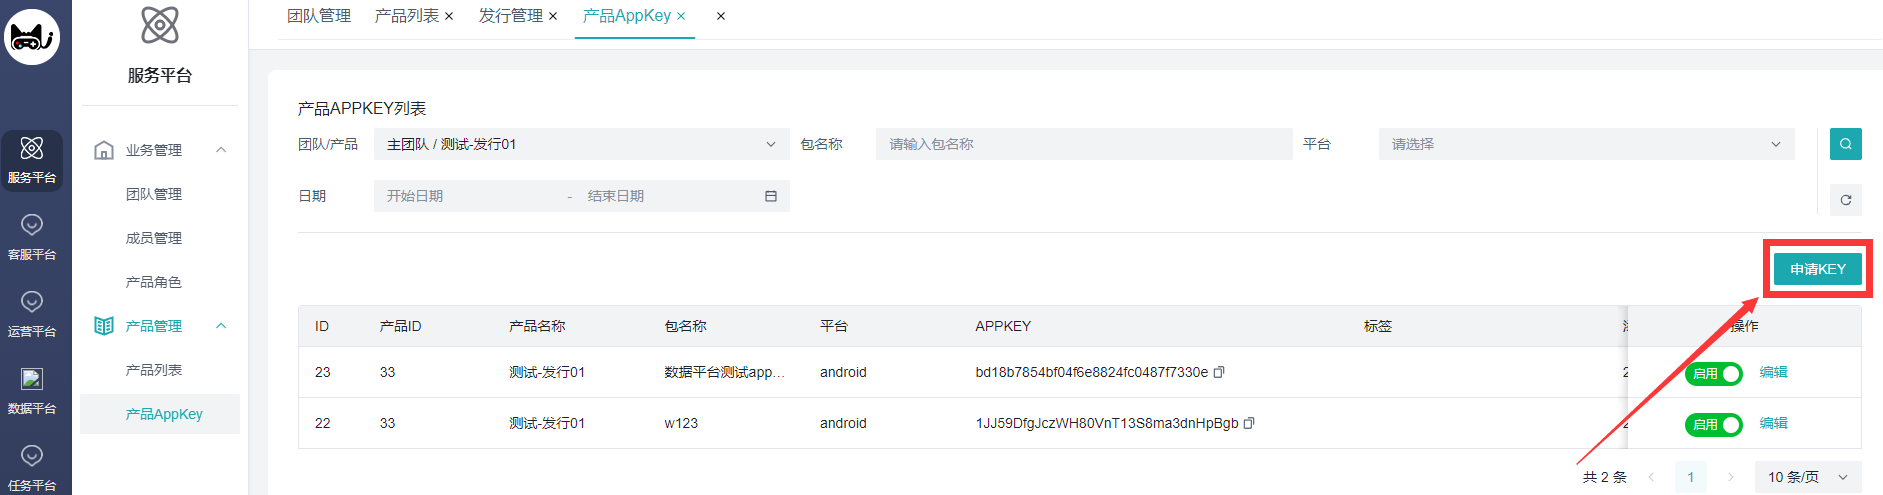 团队管理 产品列表 × 发行管理 × 产品AppKey × ×
服务平台
服务平台
客服平台
运营平台
数据平台
任务平台
业务管理
团队管理
成员管理
产品角色
产品管理
产品列表
产品AppKey
产品APPKEY列表
团队/产品 主团队 / 测试-发行01 包名称 请输入包名称 平台 请选择
日期 开始日期 - 结束日期
申请KEY
ID 产品ID 产品名称 包名称 平台 APPKEY 标签 操作
23 33 测试-发行01 数据平台测试app... android bd18b7854bf04f6e8824fc0487f7330e 2 启用 编辑
22 33 测试-发行01 w123 android 1JJ59DfgJczWH80VnT13S8ma3dnHpBgb 2 启用 编辑
共 2 条 1 10 条/页